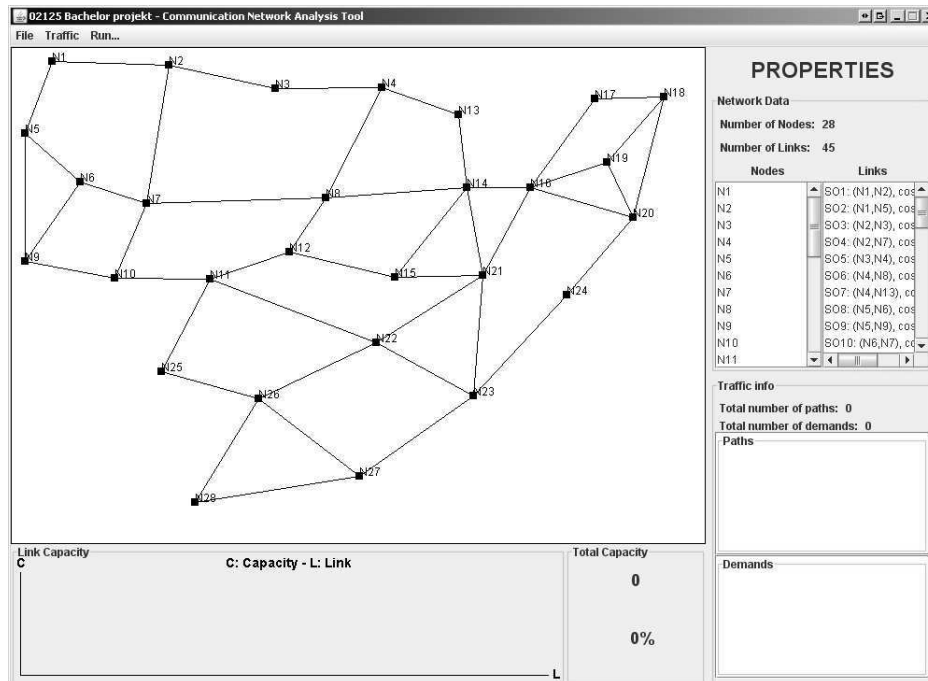 02125 Bachelor projekt - Communication Network Analysis Tool
File Traffic Run...
N1
N2
N3
N4
N13
N17
N18
N5
N6
N7
N8
N14
N16
N19
N20
N9
N10
N11
N12
N15
N21
N24
N22
N25
N26
N23
N27
N28
PROPERTIES
Network Data
Number of Nodes: 28
Number of Links: 45
Nodes Links
N1 SO1: (N1,N2), cos
N2 SO2: (N1,N5), cos
N3 SO3: (N2,N3), cos
N4 SO4: (N2,N7), cos
N5 SO5: (N3,N4), cos
N6 SO6: (N4,N8), cos
N7 SO7: (N4,N13), co
N8 SO8: (N5,N6), cos
N9 SO9: (N5,N9), cos
N10 SO10: (N6,N7), c
N11
Traffic info
Total number of paths: 0
Total number of demands: 0
Paths
Demands
Link Capacity
C
C: Capacity - L: Link
L
Total Capacity
0
0%